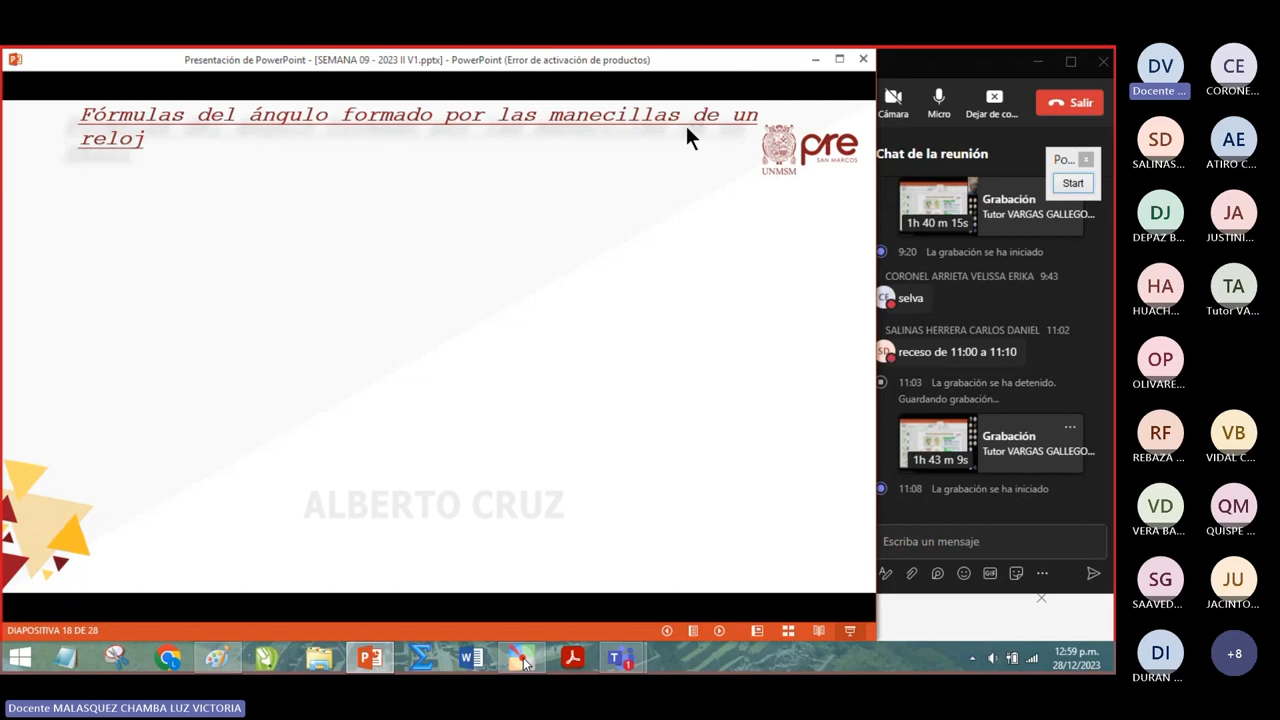 Presentación de PowerPoint - [SEMANA 09 - 2023 II V1.pptx] - PowerPoint (Error de activación de productos)
Fórmulas del ángulo formado por las manecillas de un
reloj
UNMSM
pre
SAN MARCOS
ALBERTO CRUZ
DIAPOSITIVA 18 DE 28
Cámara
Micro
Dejar de co...
Salir
Chat de la reunión
Po...
Start
Grabación
Tutor VARGAS GALLEGO...
1h 40 m 15s
9:20 La grabación se ha iniciado
CORONEL ARRIETA VELISSA ERIKA 9:43
CE
selva
SALINAS HERRERA CARLOS DANIEL 11:02
SD
receso de 11:00 a 11:10
11:03 La grabación se ha detenido.
Guardando grabación...
Grabación
Tutor VARGAS GALLEGO...
1h 43 m 9s
11:08 La grabación se ha iniciado
Escriba un mensaje
GIF
12:59 p.m.
28/12/2023
DV
Docente ...
CE
CORONE...
SD
SALINAS...
AE
ATIRO C...
DJ
DEPAZ B...
JA
JUSTINI...
HA
HUACH...
TA
Tutor VA...
OP
OLIVARE...
RF
REBAZA ...
VB
VIDAL C...
VD
VERA BA...
QM
QUISPE ...
SG
SAAVED...
JU
JACINTO...
DI
DURAN ...
+8
Docente MALASQUEZ CHAMBA LUZ VICTORIA